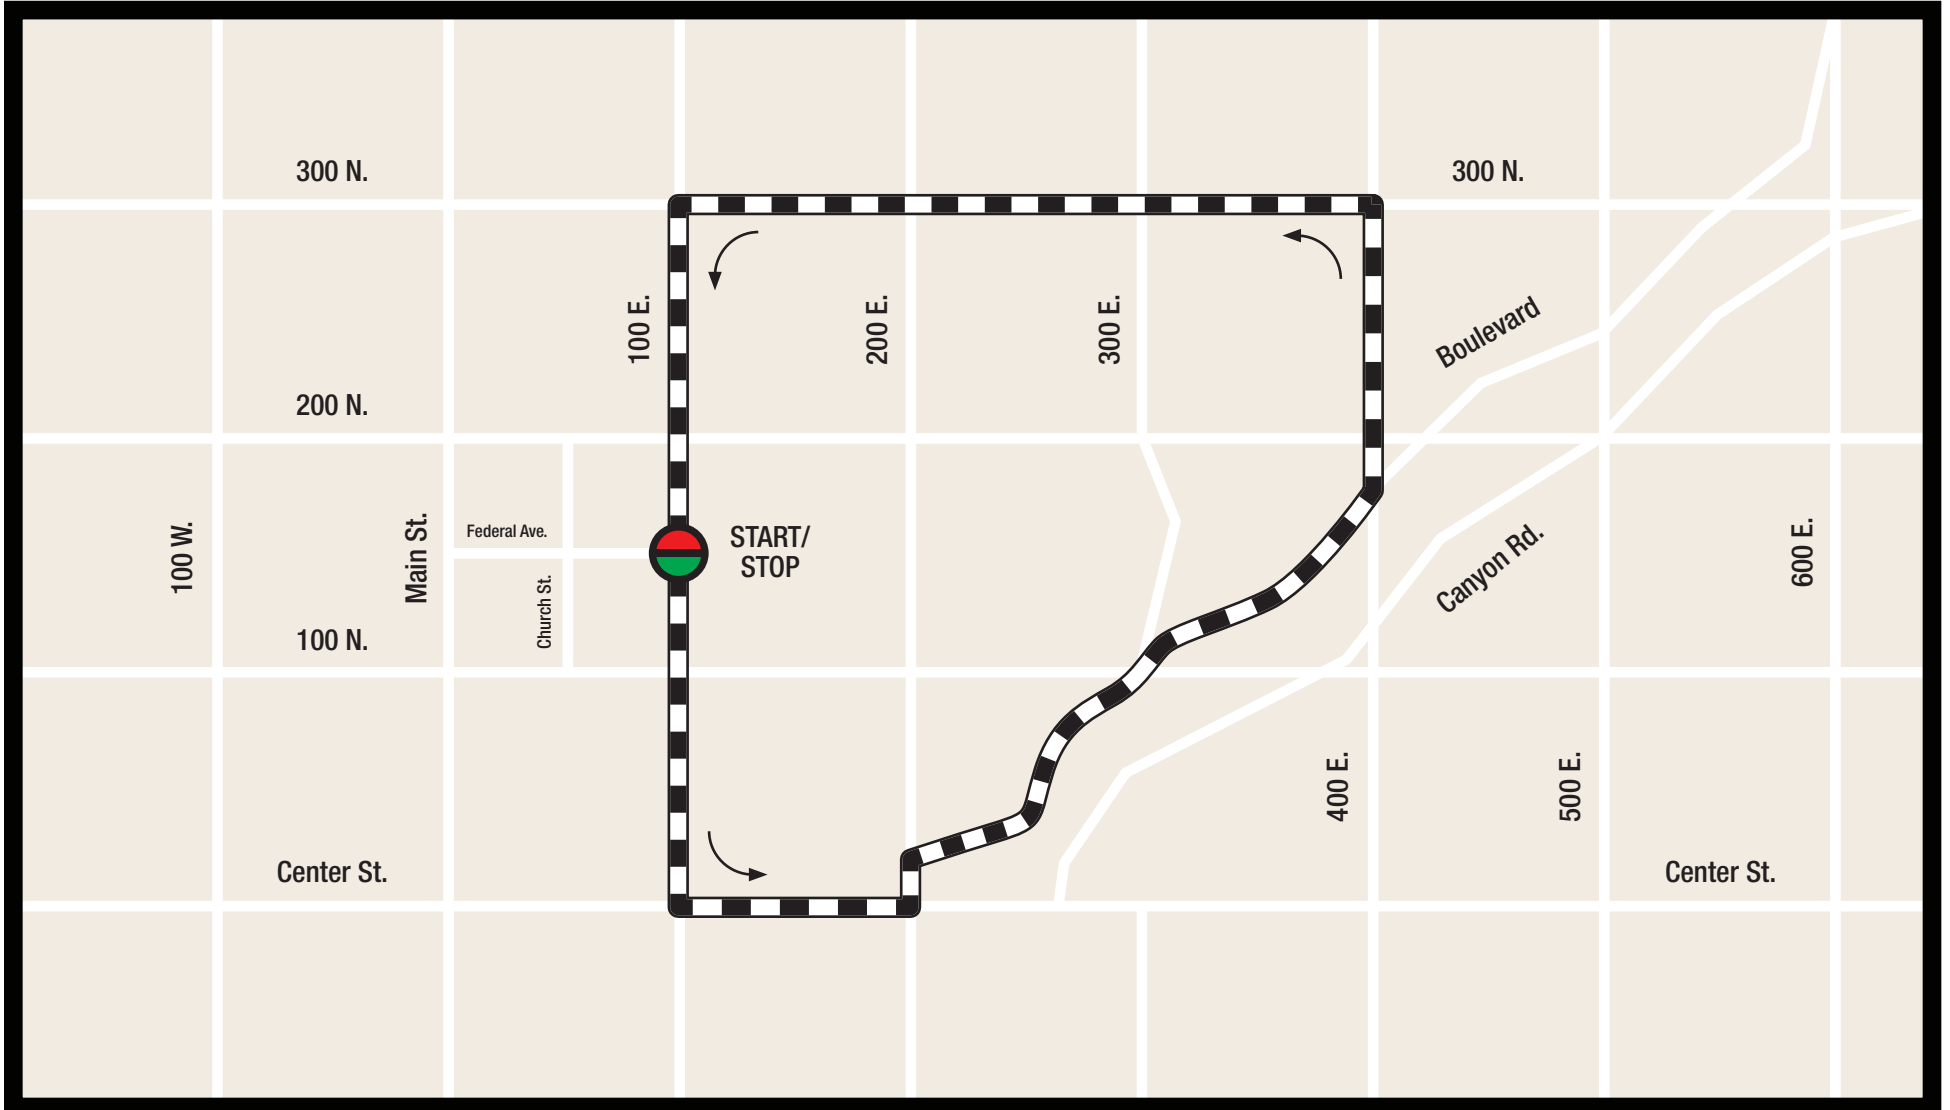 300 N.
300 N.
100 E.
200 E.
300 E.
Boulevard
200 N.
100 W.
Main St.
Federal Ave.
START/
STOP
Canyon Rd.
600 E.
Church St.
100 N.
400 E.
500 E.
Center St.
Center St.